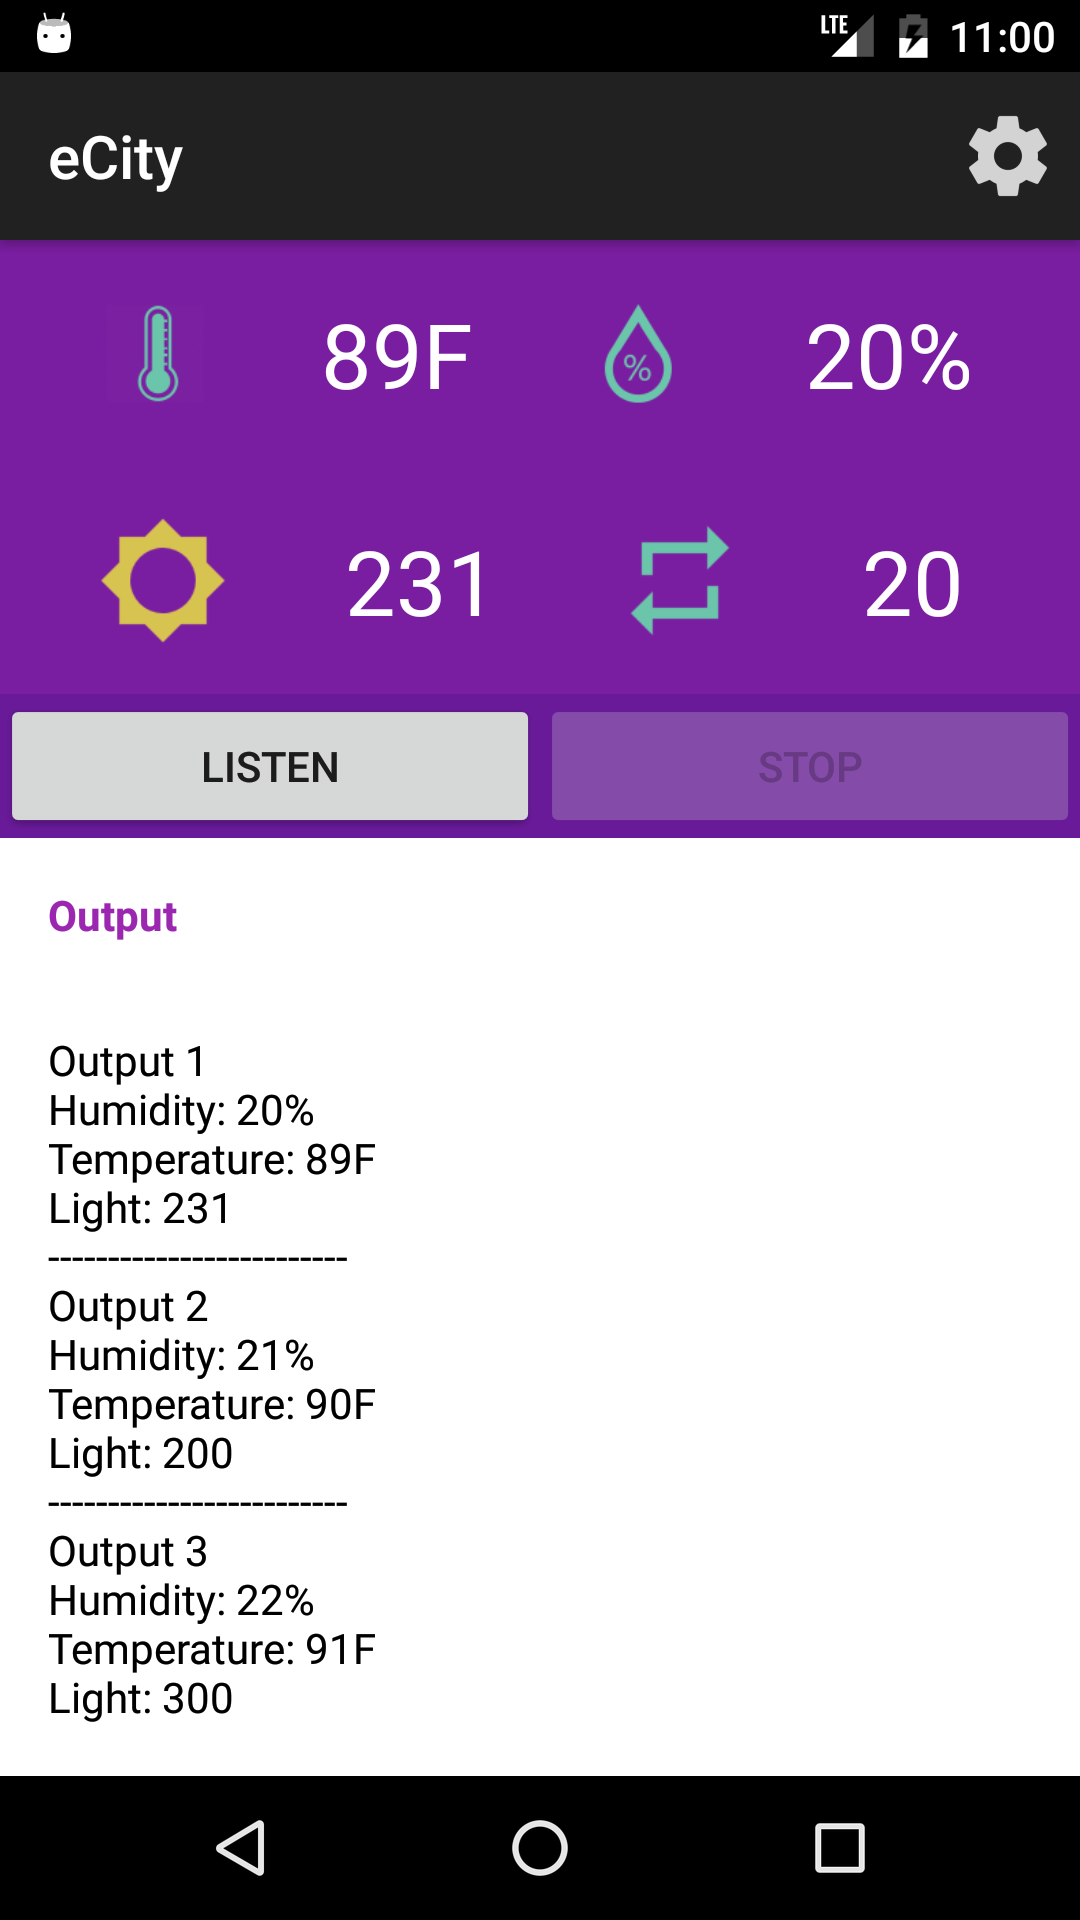 LTE 11:00
eCity
89F % 20%
231 20
LISTEN STOP
Output
Output 1
Humidity: 20%
Temperature: 89F
Light: 231
-------------------------
Output 2
Humidity: 21%
Temperature: 90F
Light: 200
-------------------------
Output 3
Humidity: 22%
Temperature: 91F
Light: 300